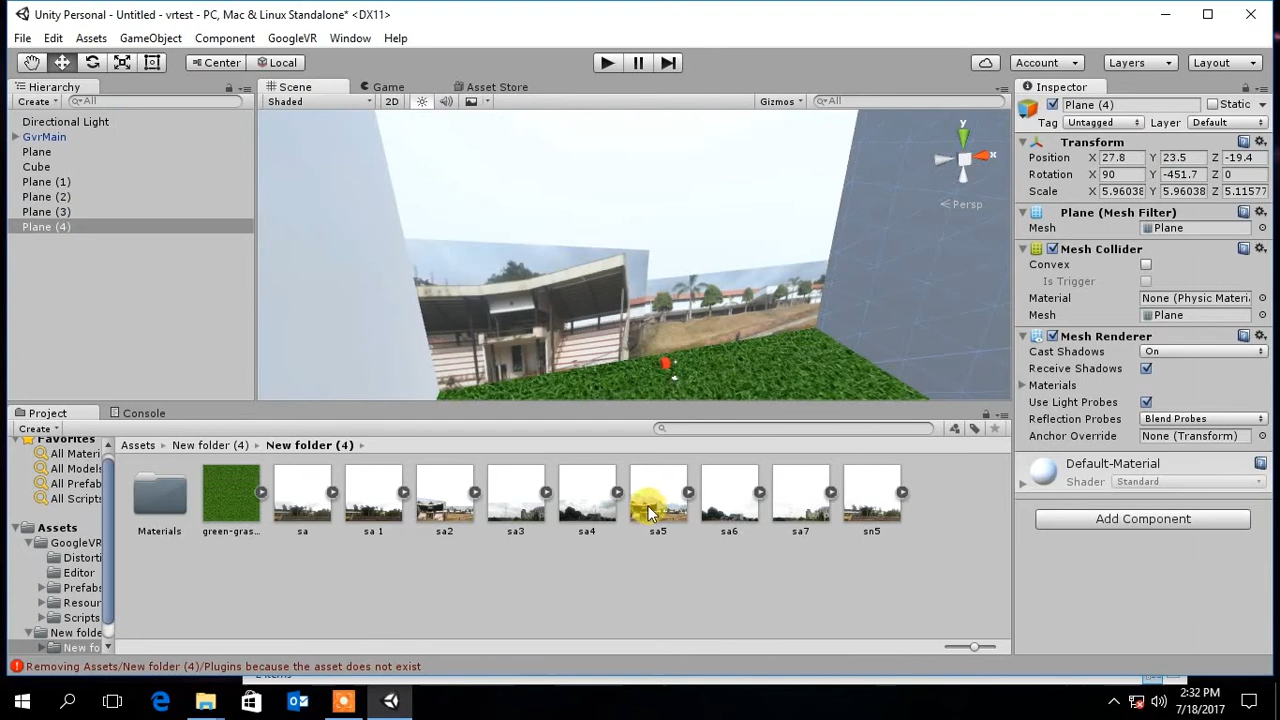 Unity Personal - Untitled - vrtest - PC, Mac & Linux Standalone* <DX11>
File Edit Assets GameObject Component GoogleVR Window Help
Center Local Account Layers Layout
Hierarchy
Create All
Directional Light
GvrMain
Plane
Cube
Plane (1)
Plane (2)
Plane (3)
Plane (4)
Scene Game Asset Store
Shaded 2D Gizmos All
y
x
Persp
Inspector
Plane (4) Static
Tag Untagged Layer Default
Transform
Position X 27.8 Y 23.5 Z -19.4
Rotation X 90 Y -451.7 Z 0
Scale X 5.96038 Y 5.96038 Z 5.11577
Plane (Mesh Filter)
Mesh Plane
Mesh Collider
Convex
Is Trigger
Material None (Physic Materi
Mesh Plane
Mesh Renderer
Cast Shadows On
Receive Shadows
Materials
Use Light Probes
Reflection Probes Blend Probes
Anchor Override None (Transform)
Default-Material
Shader Standard
Add Component
Project Console
Create
Favorites
All Materi
All Models
All Prefab
All Scripts
Assets
GoogleVR
Distorti
Editor
Prefabs
Resour
Scripts
New folde
New fo
Assets New folder (4) New folder (4)
Materials green-gras... sa sa 1 sa2 sa3 sa4 sa5 sa6 sa7 sn5
Removing Assets/New folder (4)/Plugins because the asset does not exist
2:32 PM
7/18/2017